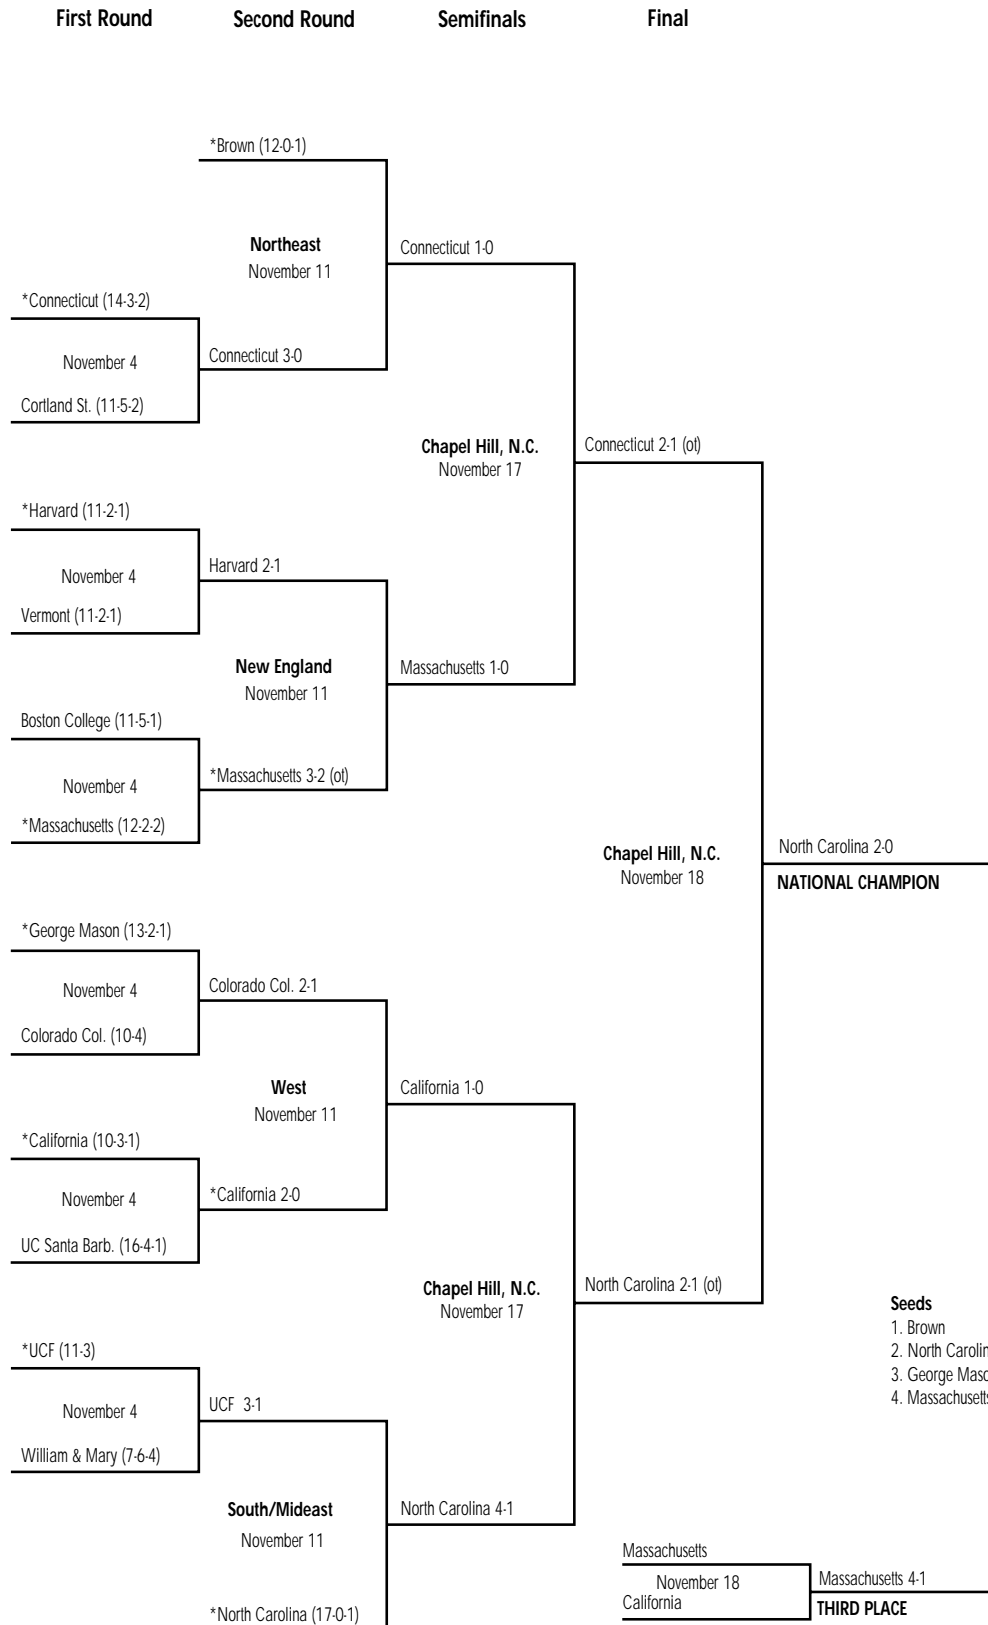 First Round Second Round Semifinals Final
*Brown (12-0-1)
Northeast
November 11
Connecticut 1-0
*Connecticut (14-3-2)
November 4
Connecticut 3-0
Cortland St. (11-5-2)
Chapel Hill, N.C.
November 17
Connecticut 2-1 (ot)
*Harvard (11-2-1)
November 4
Harvard 2-1
Vermont (11-2-1)
New England
November 11
Massachusetts 1-0
Boston College (11-5-1)
November 4
*Massachusetts 3-2 (ot)
*Massachusetts (12-2-2)
Chapel Hill, N.C.
November 18
North Carolina 2-0
NATIONAL CHAMPION
*George Mason (13-2-1)
November 4
Colorado Col. 2-1
Colorado Col. (10-4)
West
November 11
California 1-0
*California (10-3-1)
November 4
*California 2-0
UC Santa Barb. (16-4-1)
Chapel Hill, N.C.
November 17
North Carolina 2-1 (ot)
Seeds
1. Brown
2. North Carolin
3. George Maso
4. Massachusetts
*UCF (11-3)
November 4
UCF 3-1
William & Mary (7-6-4)
South/Mideast
November 11
North Carolina 4-1
*North Carolina (17-0-1)
Massachusetts
November 18
California
Massachusetts 4-1
THIRD PLACE